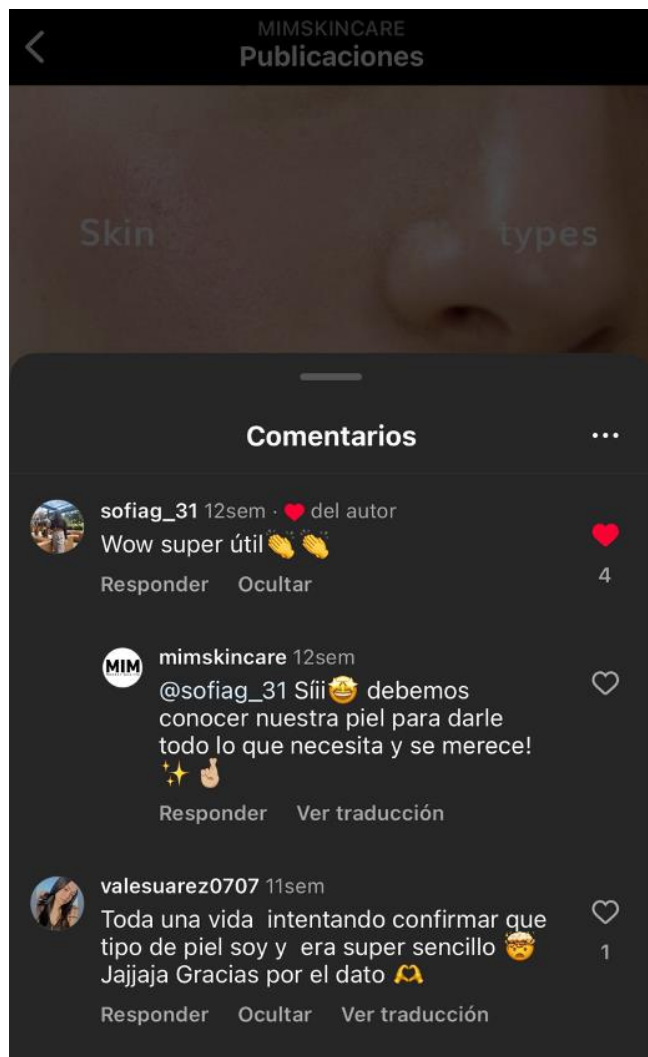 MIMSKINCARE
Publicaciones
Skin types
Comentarios
sofiag_31 12sem · ❤️ del autor
Wow super útil👏👏
4
Responder Ocultar
MIM
mimskincare 12sem
@sofiag_31 Síii🤩 debemos
conocer nuestra piel para darle
todo lo que necesita y se merece!
✨🤞🏼
Responder Ver traducción
valesuarez0707 11sem
Toda una vida intentando confirmar que
tipo de piel soy y era super sencillo 🤯
Jajjaja Gracias por el dato 🫶
1
Responder Ocultar Ver traducción